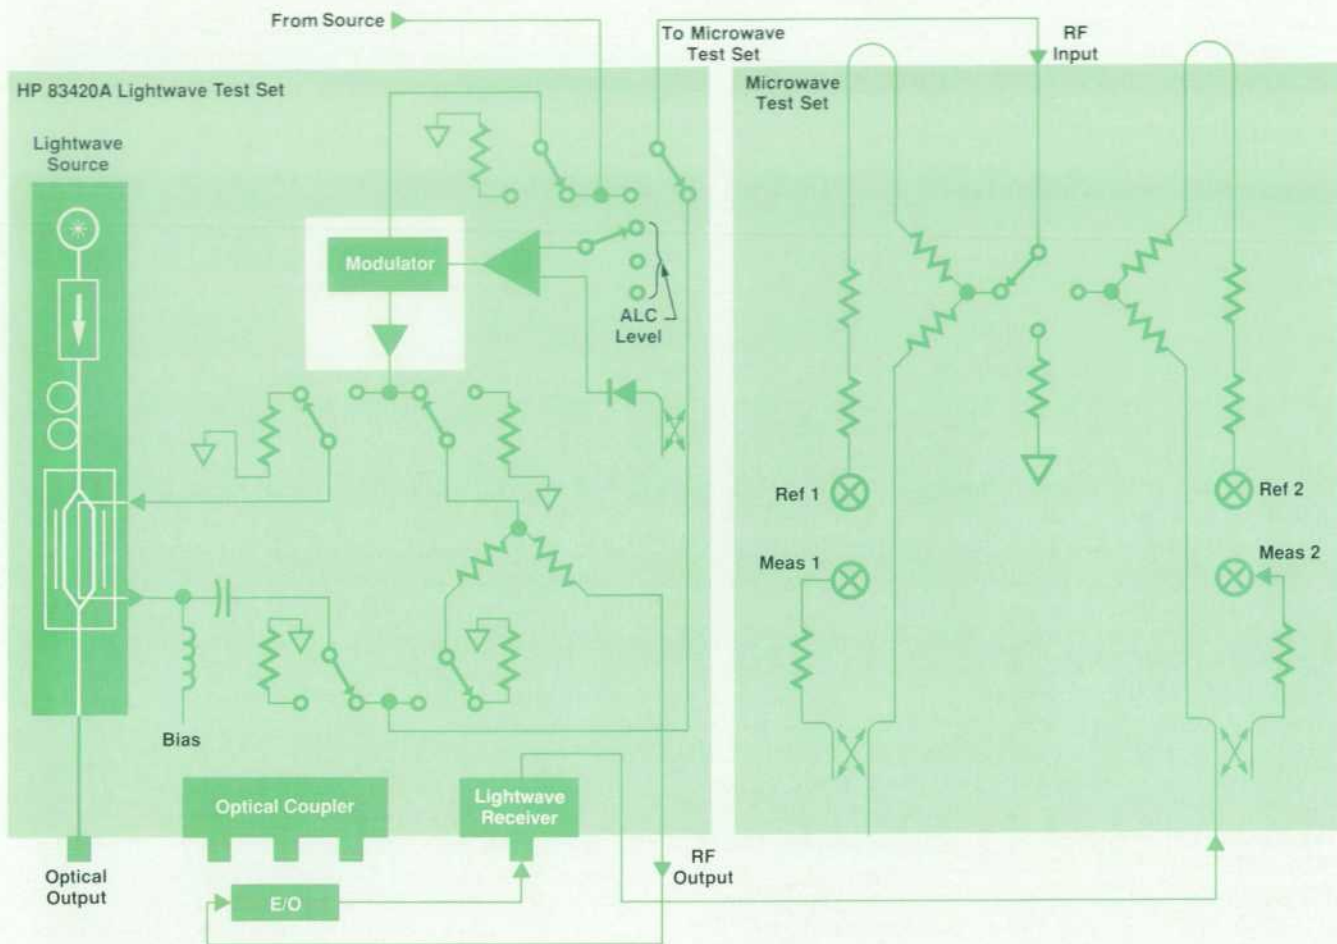 From Source
To Microwave
Test Set
RF
Input
HP 83420A Lightwave Test Set
Microwave
Test Set
Lightwave
Source
Modulator
ALC
Level
Ref 1
Ref 2
Meas 1
Meas 2
Bias
Optical Coupler
Lightwave
Receiver
Optical
Output
E/O
RF
Output